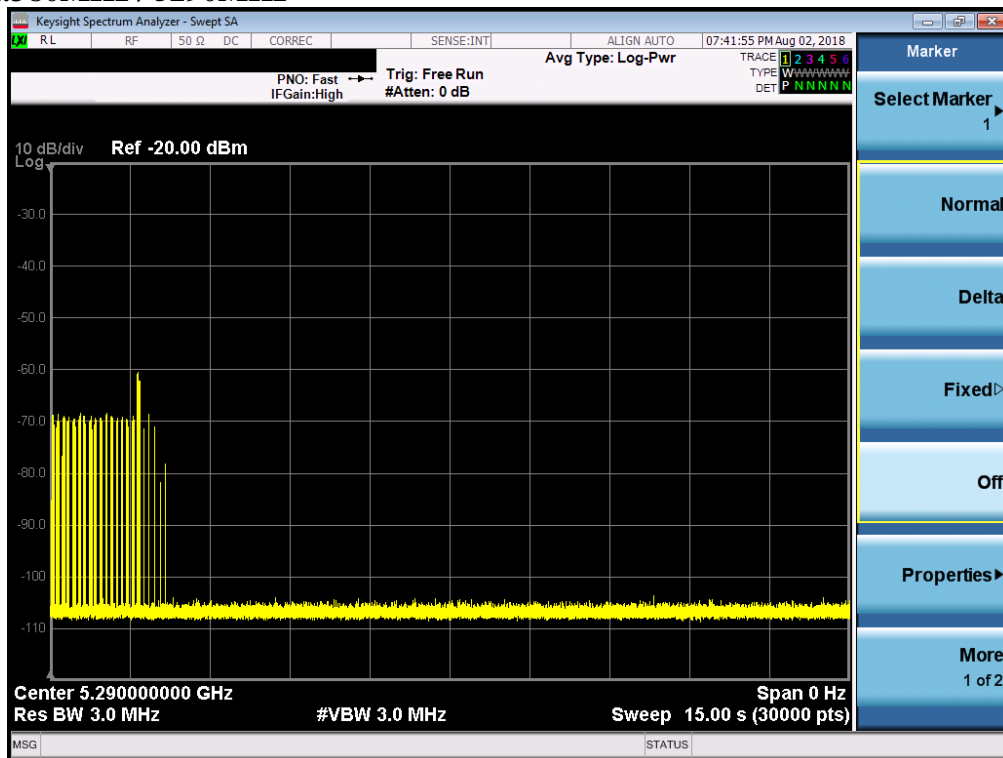 Keysight Spectrum Analyzer - Swept SA
LXI RL RF 50 Ω DC CORREC SENSE:INT ALIGN AUTO 07:41:55 PM Aug 02, 2018
PNO: Fast
IFGain:High
Trig: Free Run
#Atten: 0 dB
Avg Type: Log-Pwr
TRACE 1 2 3 4 5 6
TYPE WWWWWW
DET P N N N N N
10 dB/div
Log
Ref -20.00 dBm
-30.0
-40.0
-50.0
-60.0
-70.0
-80.0
-90.0
-100
-110
Center 5.290000000 GHz
Span 0 Hz
Res BW 3.0 MHz
#VBW 3.0 MHz
Sweep 15.00 s (30000 pts)
MSG
STATUS
Marker
Select Marker
1
Normal
Delta
Fixed
Off
Properties
More
1 of 2